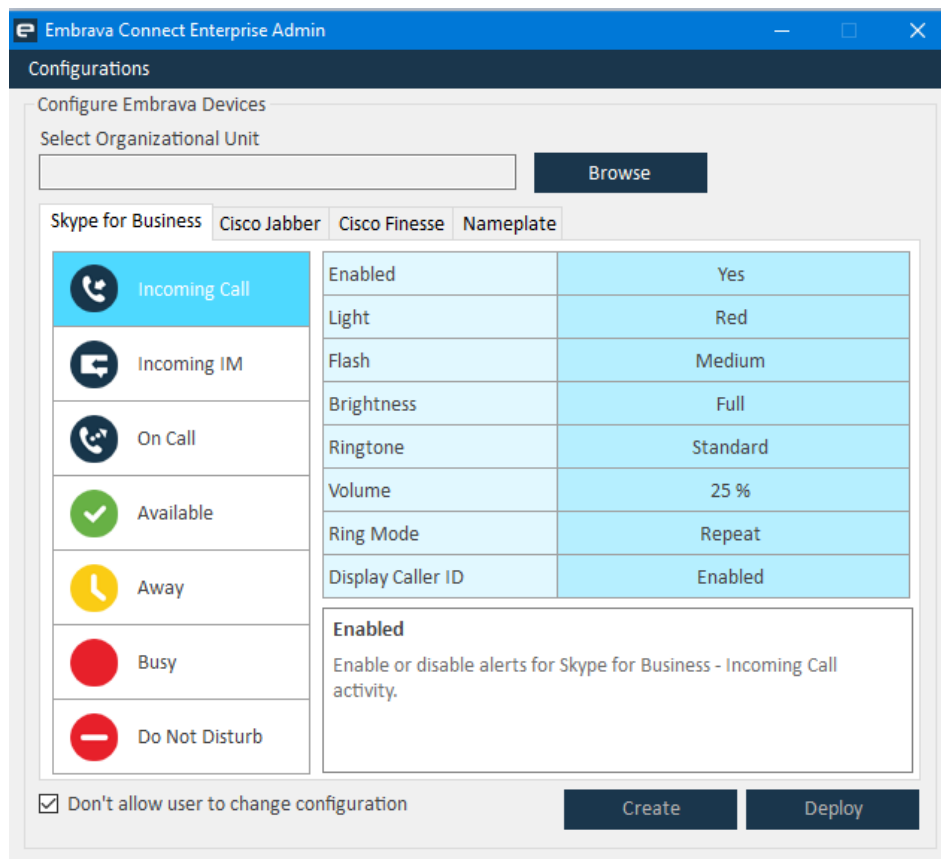 Embrava Connect Enterprise Admin
Configurations
Configure Embrava Devices
Select Organizational Unit
Browse
Skype for Business Cisco Jabber Cisco Finesse Nameplate
Incoming Call
Incoming IM
On Call
Available
Away
Busy
Do Not Disturb
Enabled Yes
Light Red
Flash Medium
Brightness Full
Ringtone Standard
Volume 25 %
Ring Mode Repeat
Display Caller ID Enabled
Enabled
Enable or disable alerts for Skype for Business - Incoming Call
activity.
Don't allow user to change configuration
Create Deploy